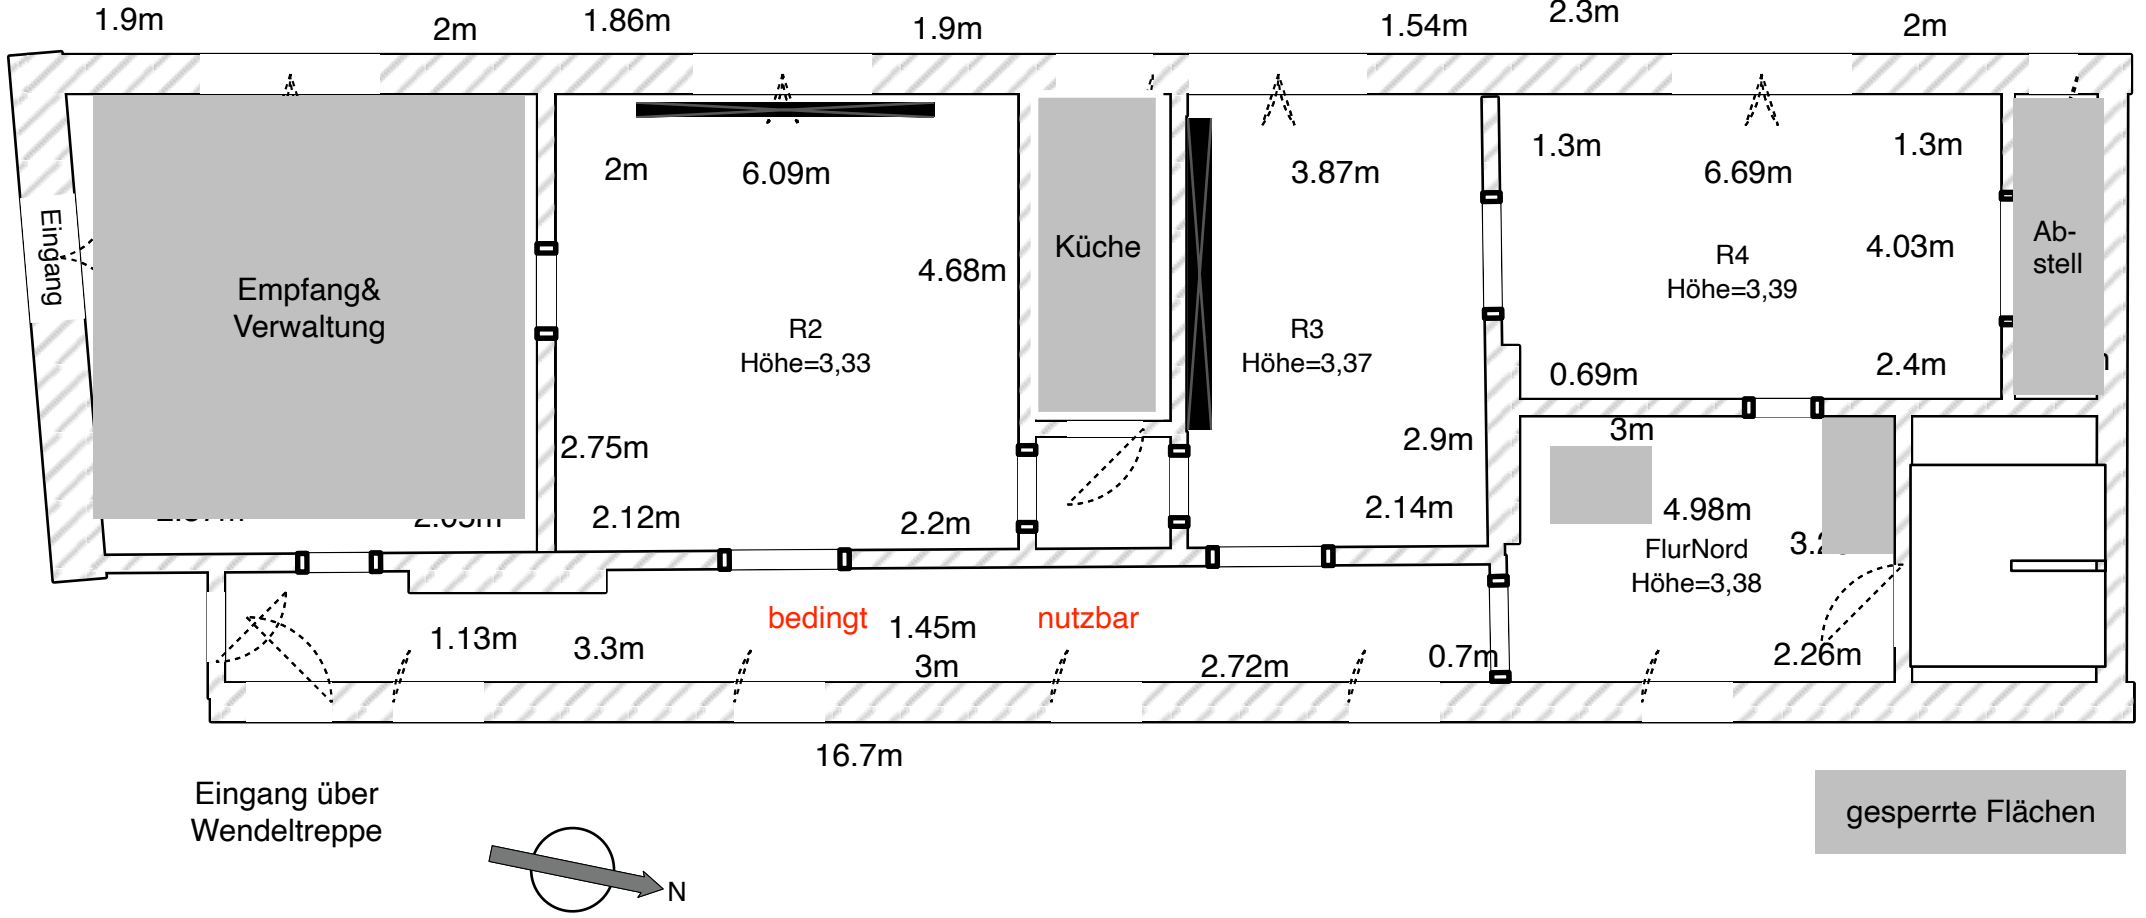 1.9m
2m
1.86m
1.9m
1.54m
2.3m
2m
2m
6.09m
3.87m
1.3m
6.69m
1.3m
Eingang
Empfang&
Verwaltung
4.68m
Küche
R2
Höhe=3,33
R3
Höhe=3,37
R4
Höhe=3,39
4.03m
Ab-
stell
0.69m
2.4m
2.75m
2.12m
2.2m
2.9m
2.14m
3m
4.98m
FlurNord
Höhe=3,38
bedingt nutzbar
1.13m
3.3m
1.45m
3m
2.72m
0.7m
2.26m
16.7m
Eingang über
Wendeltreppe
N
gesperrte Flächen